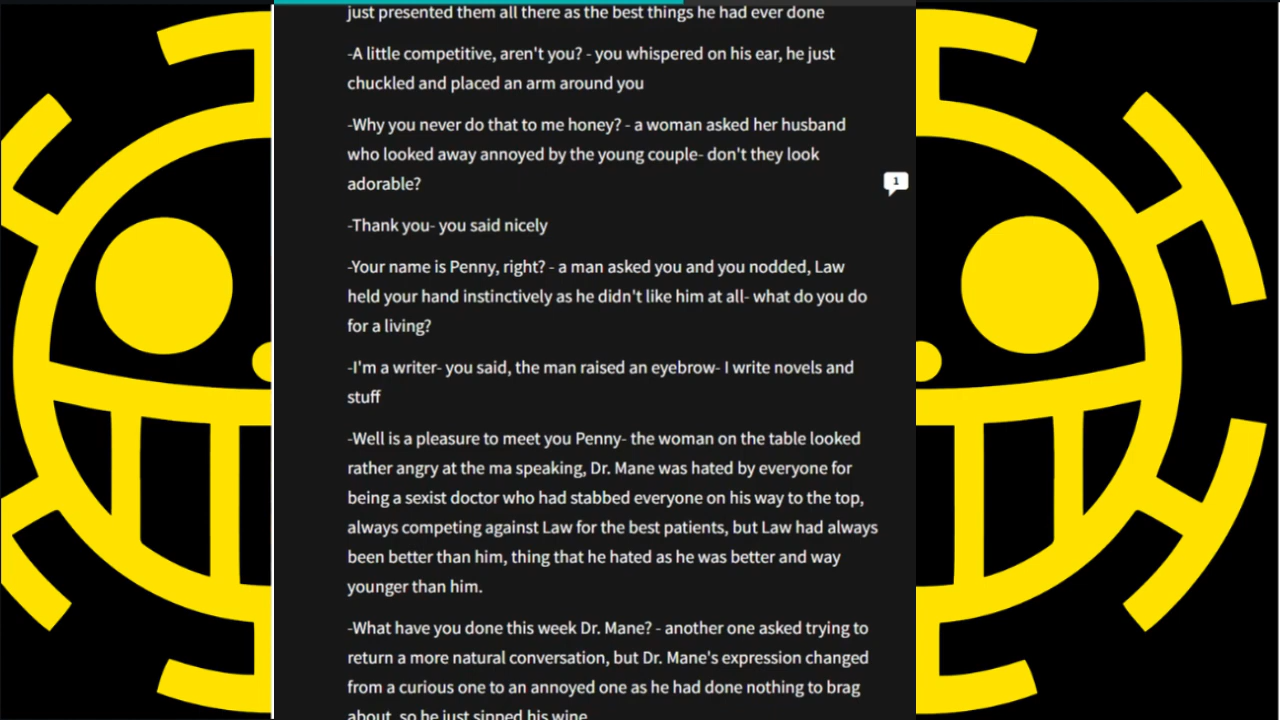 just presented them all there as the best things he had ever done
-A little competitive, aren't you? - you whispered on his ear, he just
chuckled and placed an arm around you
-Why you never do that to me honey? - a woman asked her husband
who looked away annoyed by the young couple- don't they look
adorable?
1
-Thank you- you said nicely
-Your name is Penny, right? - a man asked you and you nodded, Law
held your hand instinctively as he didn't like him at all- what do you do
for a living?
-I'm a writer- you said, the man raised an eyebrow- I write novels and
stuff
-Well is a pleasure to meet you Penny- the woman on the table looked
rather angry at the ma speaking, Dr. Mane was hated by everyone for
being a sexist doctor who had stabbed everyone on his way to the top,
always competing against Law for the best patients, but Law had always
been better than him, thing that he hated as he was better and way
younger than him.
-What have you done this week Dr. Mane? - another one asked trying to
return a more natural conversation, but Dr. Mane's expression changed
from a curious one to an annoyed one as he had done nothing to brag
about, so he just sipped his wine